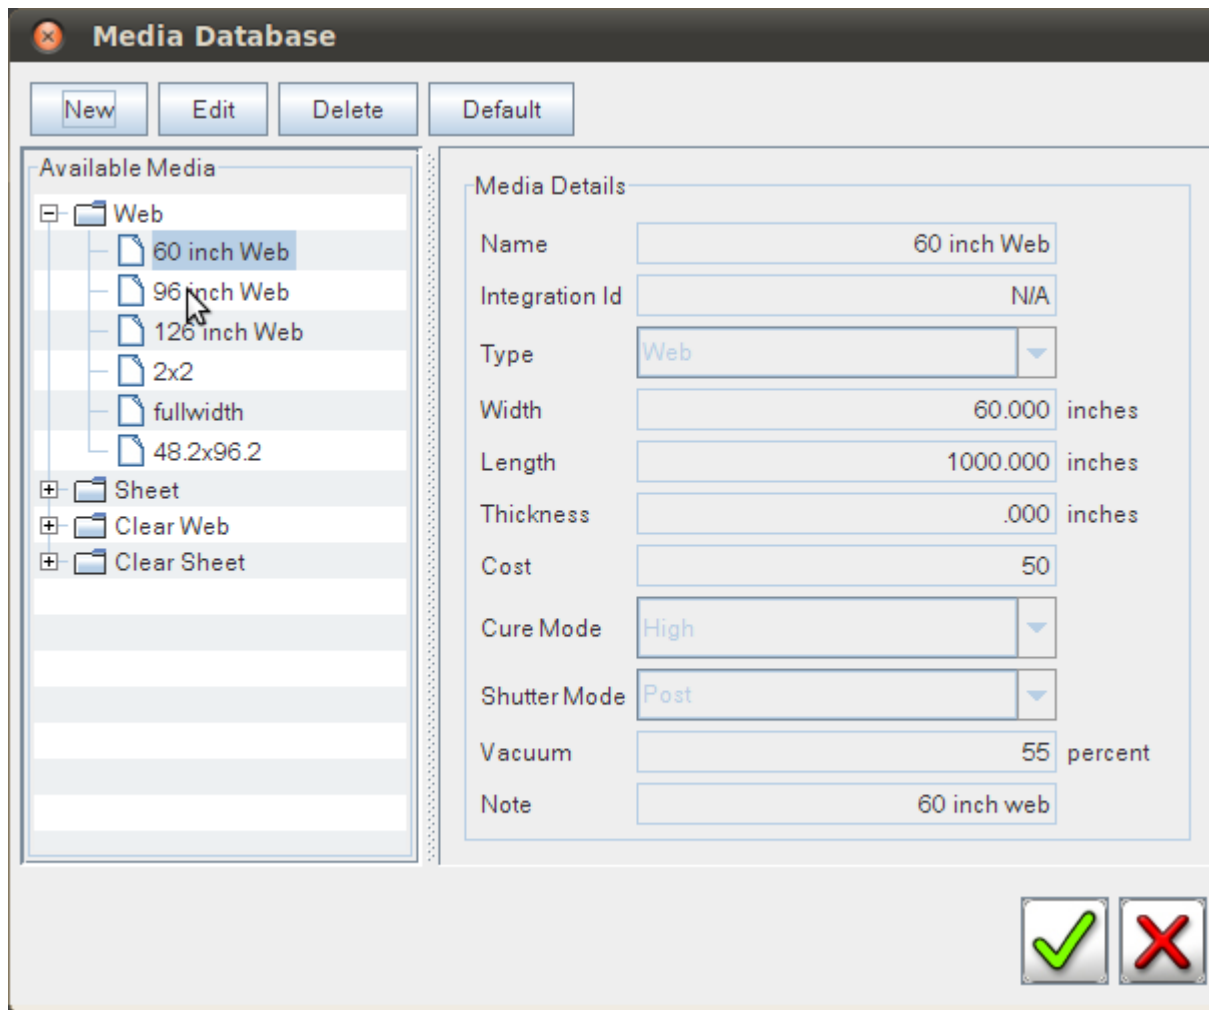 Media Database
New Edit Delete Default
Available Media
Web
60 inch Web
96 inch Web
126 inch Web
2x2
fullwidth
48.2x96.2
Sheet
Clear Web
Clear Sheet
Media Details
Name 60 inch Web
Integration Id N/A
Type Web
Width 60.000 inches
Length 1000.000 inches
Thickness .000 inches
Cost 50
Cure Mode High
Shutter Mode Post
Vacuum 55 percent
Note 60 inch web